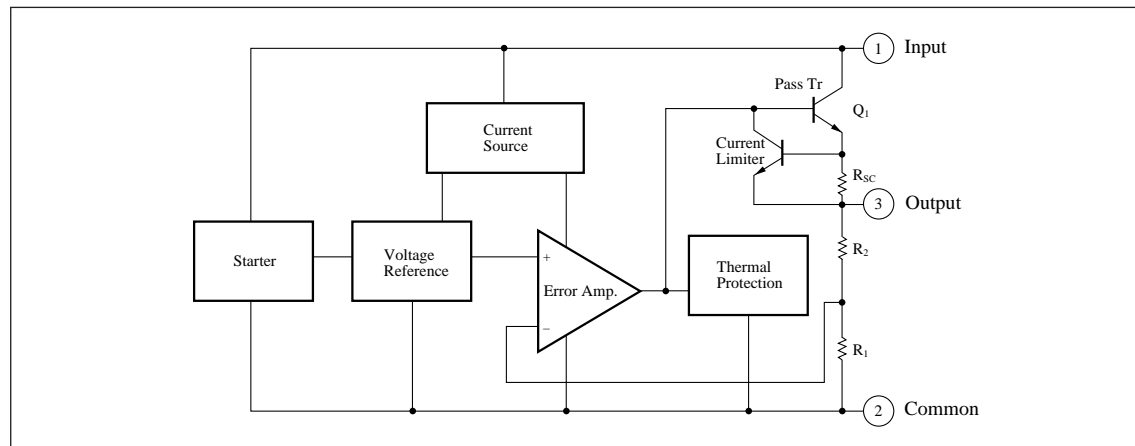 1 Input
Pass Tr
Q1
Current
Source
Current
Limiter
RSC
3 Output
Starter
Voltage
Reference
+
Error Amp.
−
Thermal
Protection
R2
R1
2 Common